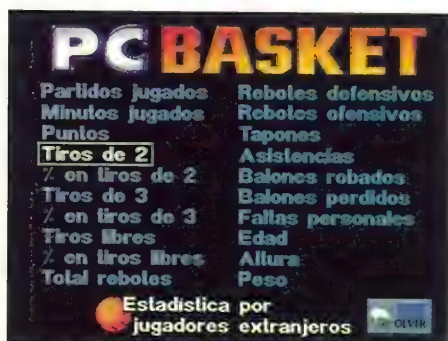 PC BASKET
Partidos jugados
Minutos jugados
Puntos
Tiros de 2
% en tiros de 2
Tiros de 3
% en tiros de 3
Tiros libres
% en tiros libres
Total rebotes
Rebotes defensivos
Rebotes ofensivos
Tapones
Asistencias
Balones robados
Balones perdidos
Faltas personales
Edad
Altura
Peso
Estadistica por
jugadores extranjeros